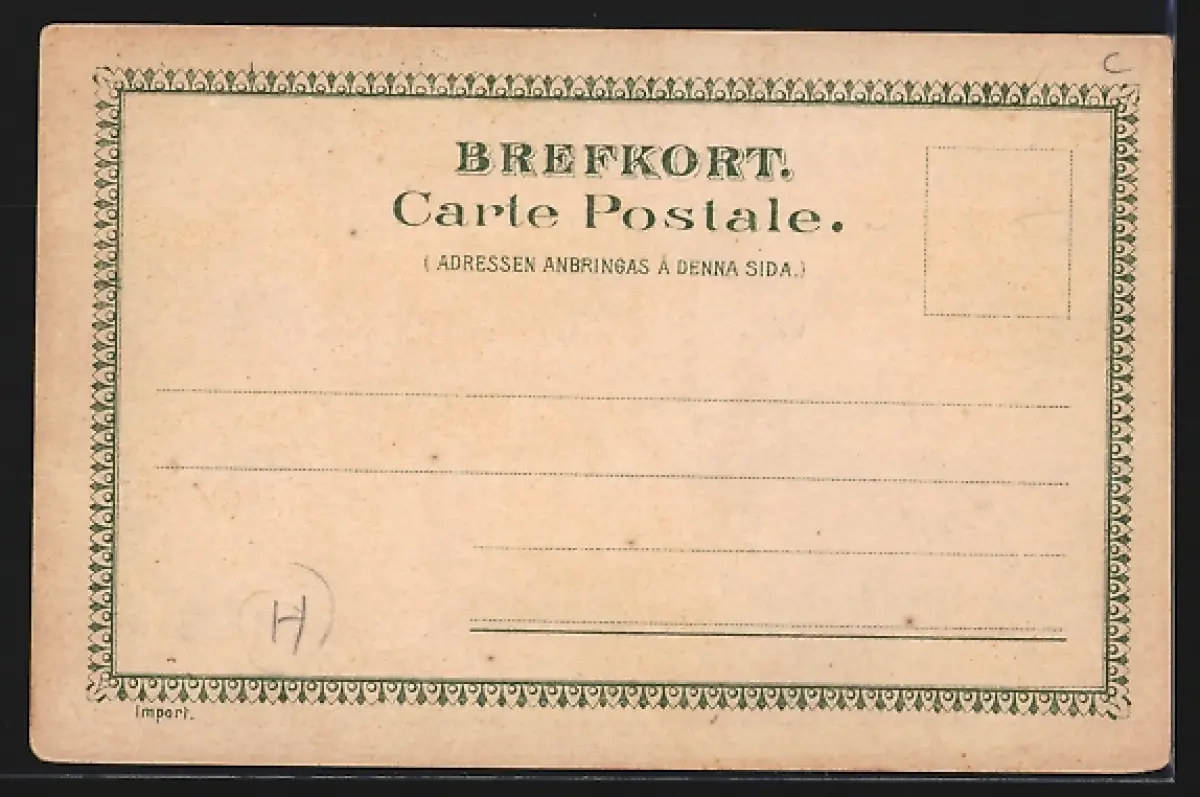 C
BREFKORT.
Carte Postale.
( ADRESSEN ANBRINGAS Å DENNA SIDA.)
H
Import.